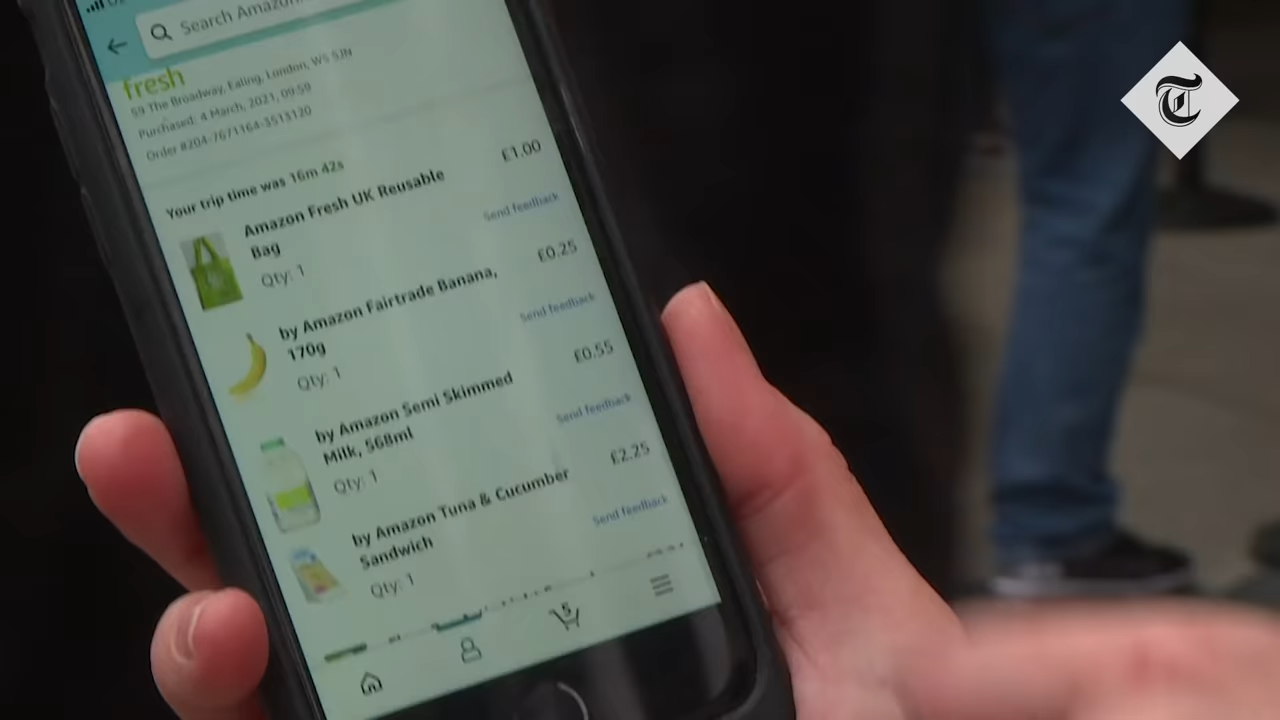 Search Amazon.
fresh
59 The Broadway, Ealing, London, W5 5JN
Purchased: 4 March, 2021, 09:59
Order #204-7671164-3513120
Your trip time was 16m 42s
Amazon Fresh UK Reusable
Bag
Qty: 1
£1.00
Send feedback
by Amazon Fairtrade Banana,
170g
Qty: 1
£0.25
Send feedback
by Amazon Semi Skimmed
Milk, 568ml
Qty: 1
£0.55
Send feedback
by Amazon Tuna & Cucumber
Sandwich
Qty: 1
£2.25
Send feedback
5
T